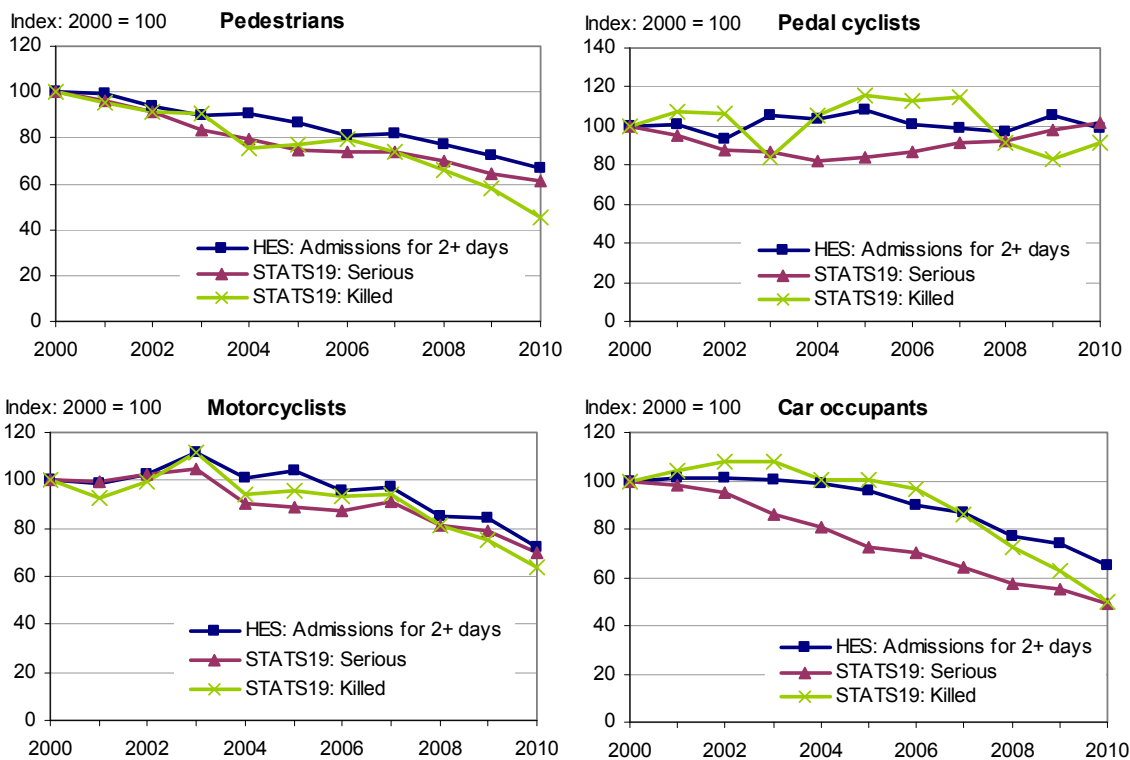 Index: 2000 = 100 Pedestrians
120
100
80
60
40
20
0
HES: Admissions for 2+ days
STATS19: Serious
STATS19: Killed
2000 2002 2004 2006 2008 2010
Index: 2000 = 100 Pedal cyclists
140
120
100
80
60
40
20
0
HES: Admissions for 2+ days
STATS19: Serious
STATS19: Killed
2000 2002 2004 2006 2008 2010
Index: 2000 = 100 Motorcyclists
120
100
80
60
40
20
0
HES: Admissions for 2+ days
STATS19: Serious
STATS19: Killed
2000 2002 2004 2006 2008 2010
Index: 2000 = 100 Car occupants
120
100
80
60
40
20
0
HES: Admissions for 2+ days
STATS19: Serious
STATS19: Killed
2000 2002 2004 2006 2008 2010